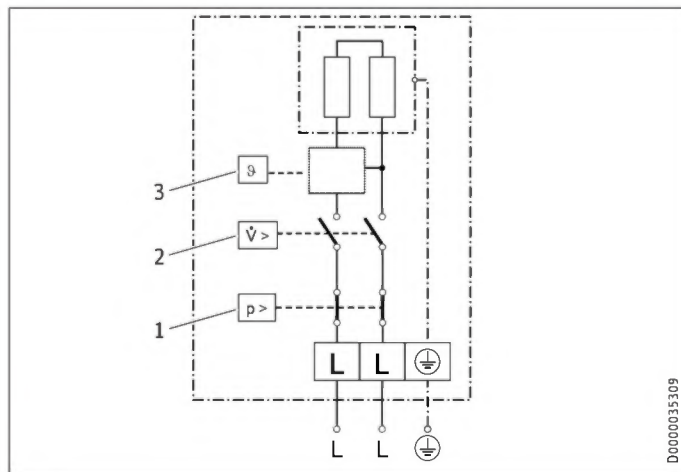 3 ϑ
2 V̇ >
1 p >
L L
L L
D0000035309